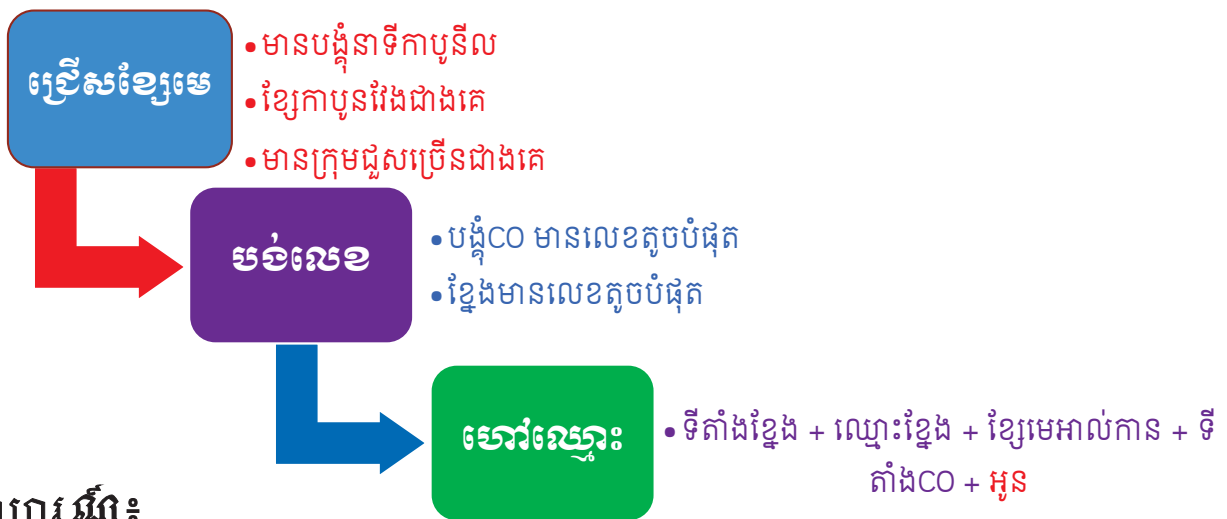 ជ្រើសខ្សែមេ
• មានបង្គុំនាទីកាបូនីល
• ខ្សែកាបូនវែងជាងគេ
• មានក្រុមជួសច្រើនជាងគេ
បង់លេខ
• បង្គុំCO មានលេខតូចបំផុត
• ខ្នែងមានលេខតូចបំផុត
ហៅឈ្មោះ
• ទីតាំងខ្នែង + ឈ្មោះខ្នែង + ខ្សែមេអាល់កាន + ទី
តាំងCO + អូន